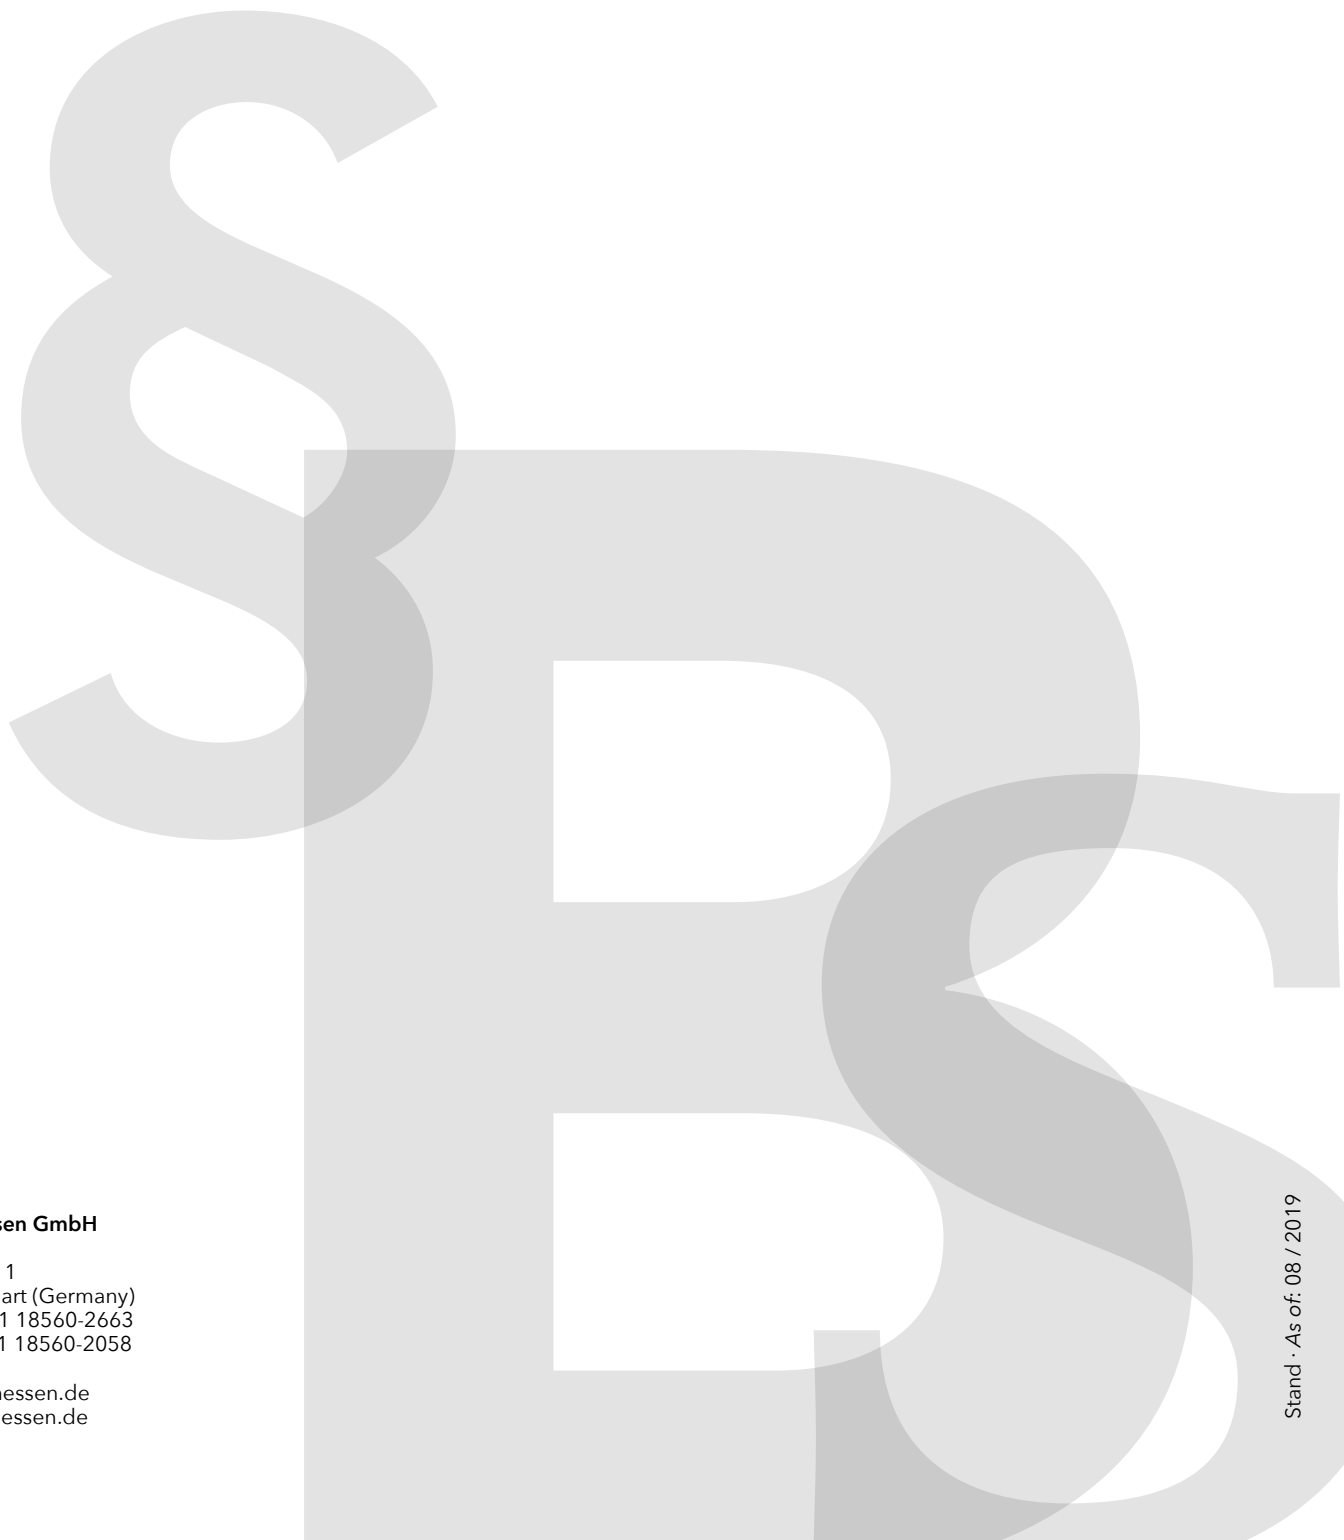 §
B
S
sen GmbH
1
art (Germany)
1 18560-2663
1 18560-2058
essen.de
essen.de
Stand · As of: 08 / 2019